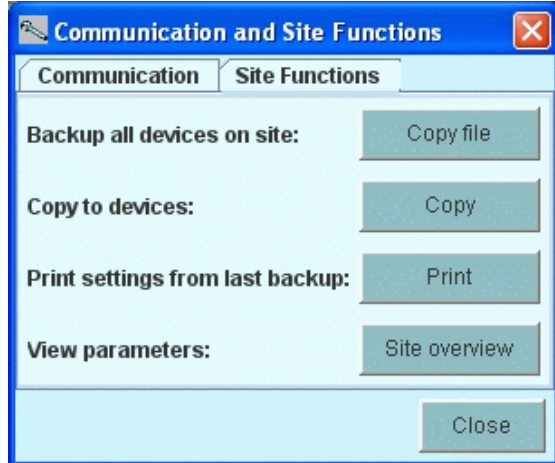 Communication and Site Functions
Communication Site Functions
Backup all devices on site: Copy file
Copy to devices: Copy
Print settings from last backup: Print
View parameters: Site overview
Close